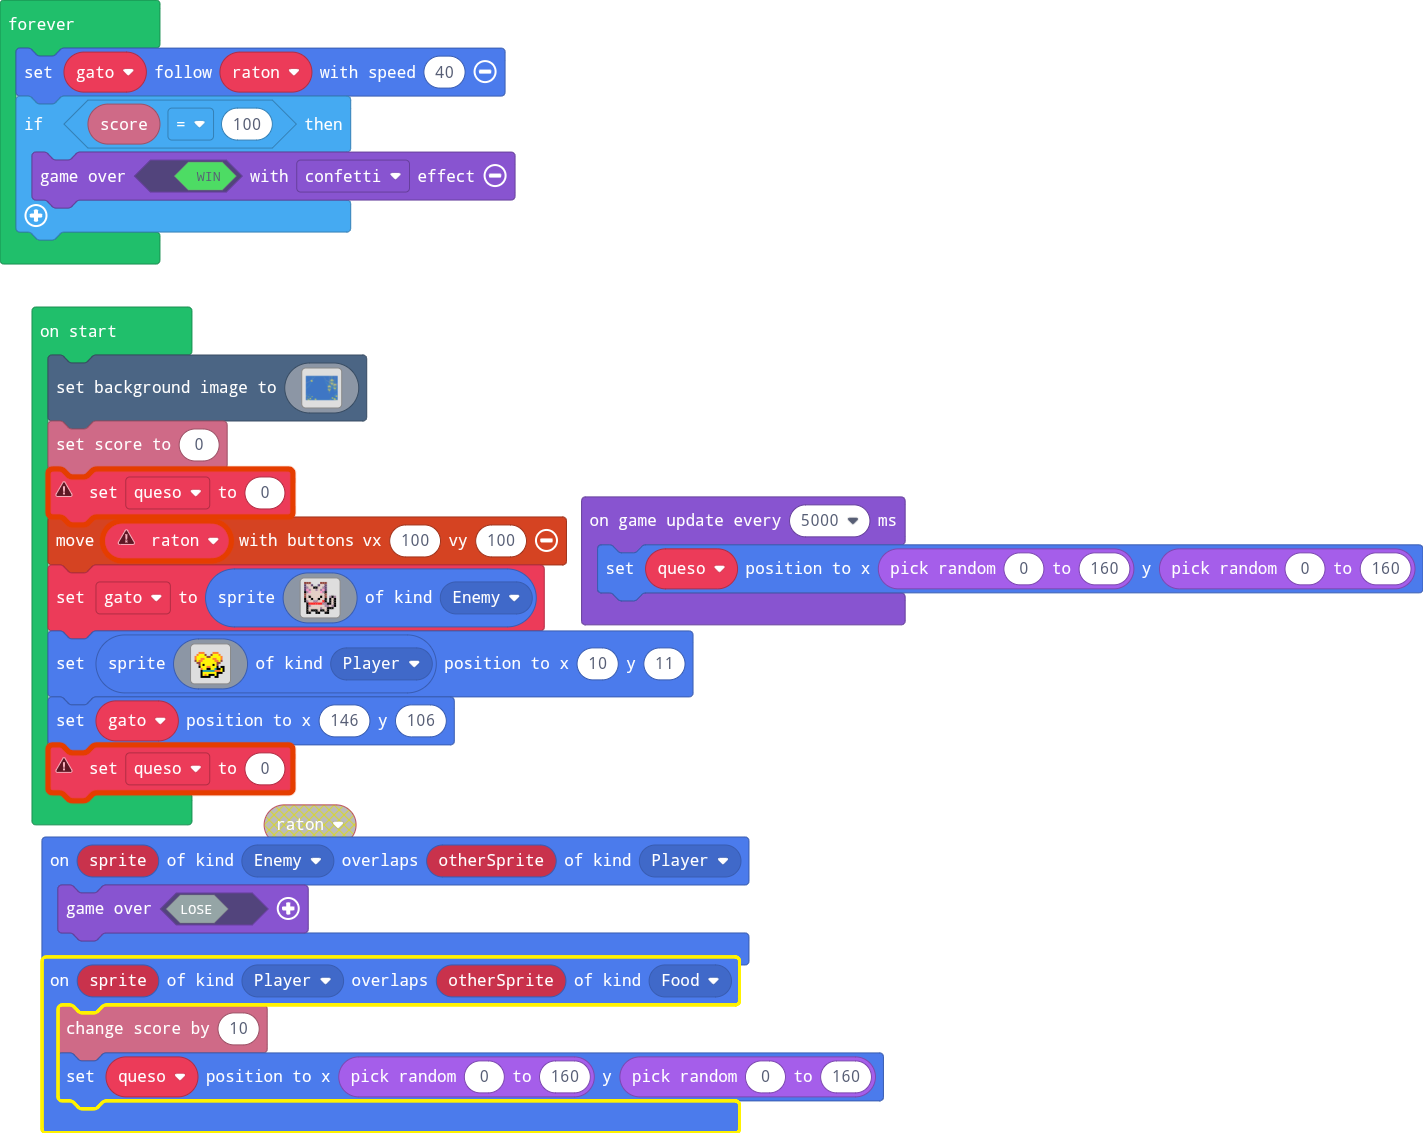 forever
set gato follow raton with speed 40
if score = 100 then
game over WIN with confetti effect
on start
set background image to
set score to 0
set queso to 0
move raton with buttons vx 100 vy 100
set gato to sprite of kind Enemy
set sprite of kind Player position to x 10 y 11
set gato position to x 146 y 106
set queso to 0
on game update every 5000 ms
set queso position to x pick random 0 to 160 y pick random 0 to 160
raton
on sprite of kind Enemy overlaps otherSprite of kind Player
game over LOSE
on sprite of kind Player overlaps otherSprite of kind Food
change score by 10
set queso position to x pick random 0 to 160 y pick random 0 to 160